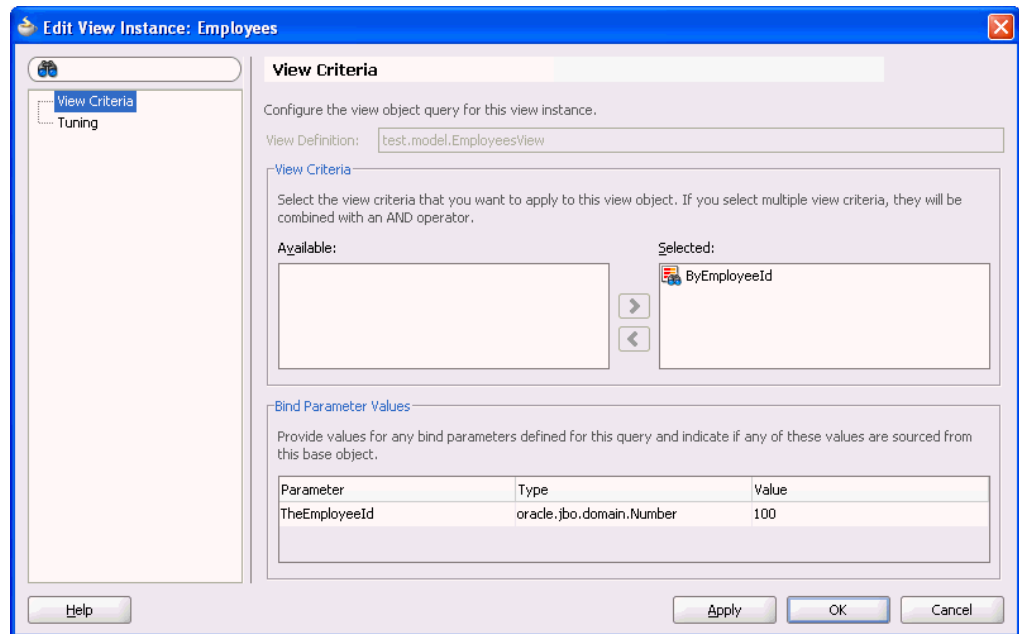 Edit View Instance: Employees
View Criteria
Tuning
View Criteria
Configure the view object query for this view instance.
View Definition: test.model.EmployeesView
View Criteria
Select the view criteria that you want to apply to this view object. If you select multiple view criteria, they will be
combined with an AND operator.
Available: Selected:
ByEmployeeId
Bind Parameter Values
Provide values for any bind parameters defined for this query and indicate if any of these values are sourced from
this base object.
Parameter Type Value
TheEmployeeId oracle.jbo.domain.Number 100
Help Apply OK Cancel